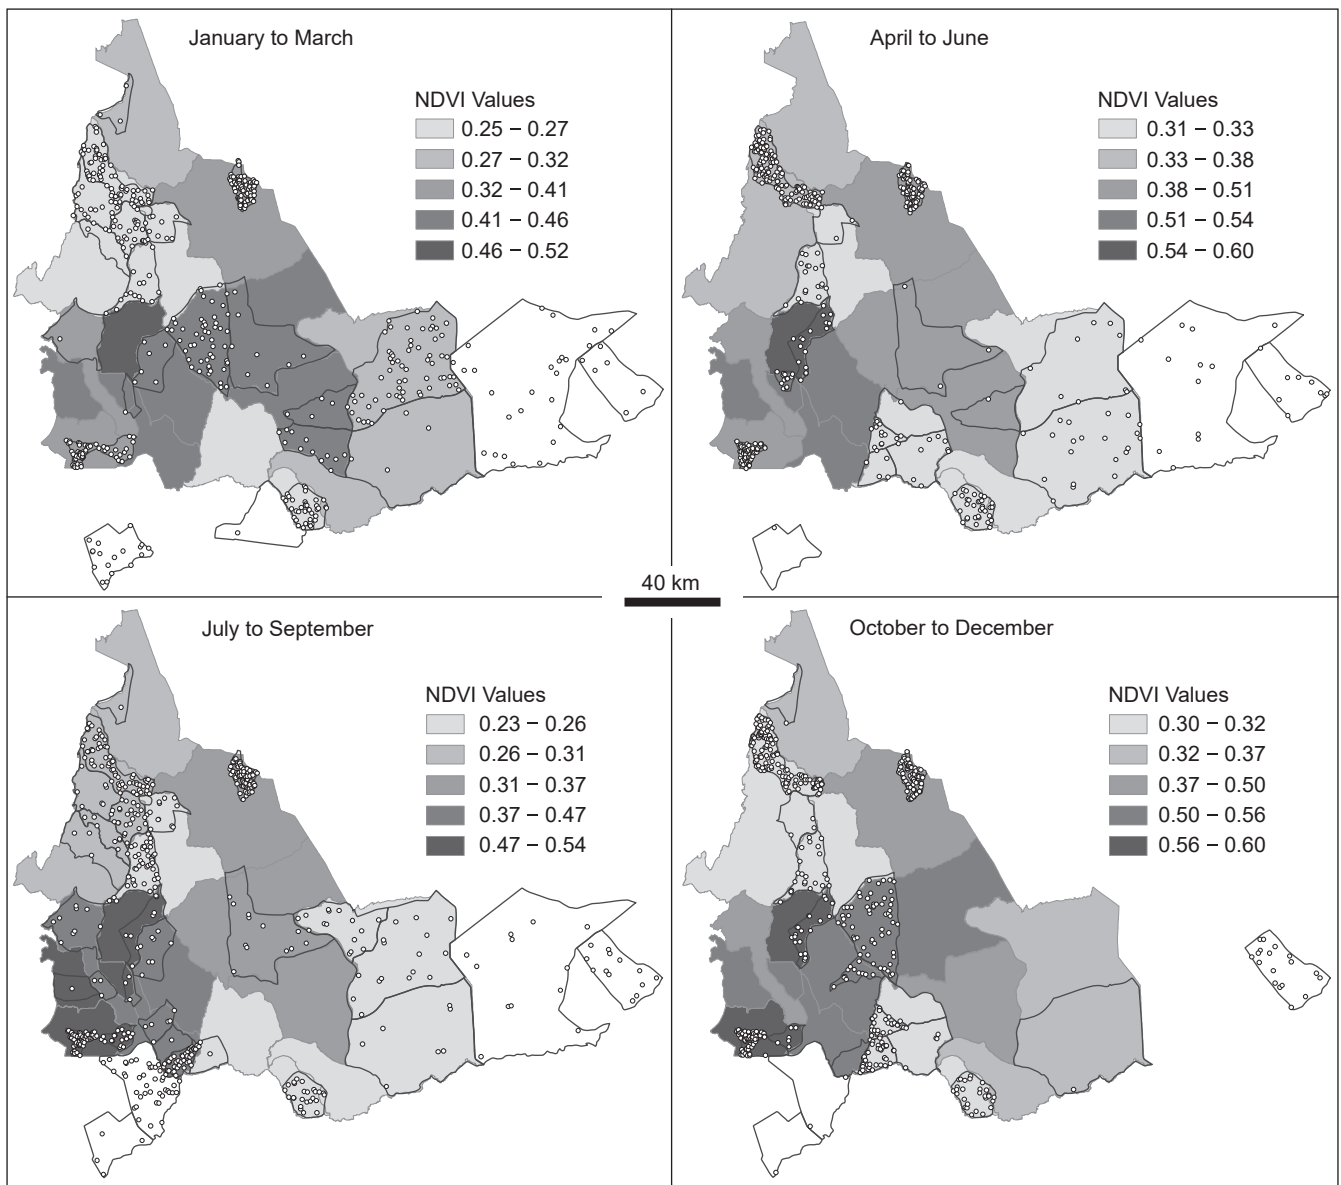 January to March
NDVI Values
0.25 – 0.27
0.27 – 0.32
0.32 – 0.41
0.41 – 0.46
0.46 – 0.52
April to June
NDVI Values
0.31 – 0.33
0.33 – 0.38
0.38 – 0.51
0.51 – 0.54
0.54 – 0.60
40 km
July to September
NDVI Values
0.23 – 0.26
0.26 – 0.31
0.31 – 0.37
0.37 – 0.47
0.47 – 0.54
October to December
NDVI Values
0.30 – 0.32
0.32 – 0.37
0.37 – 0.50
0.50 – 0.56
0.56 – 0.60